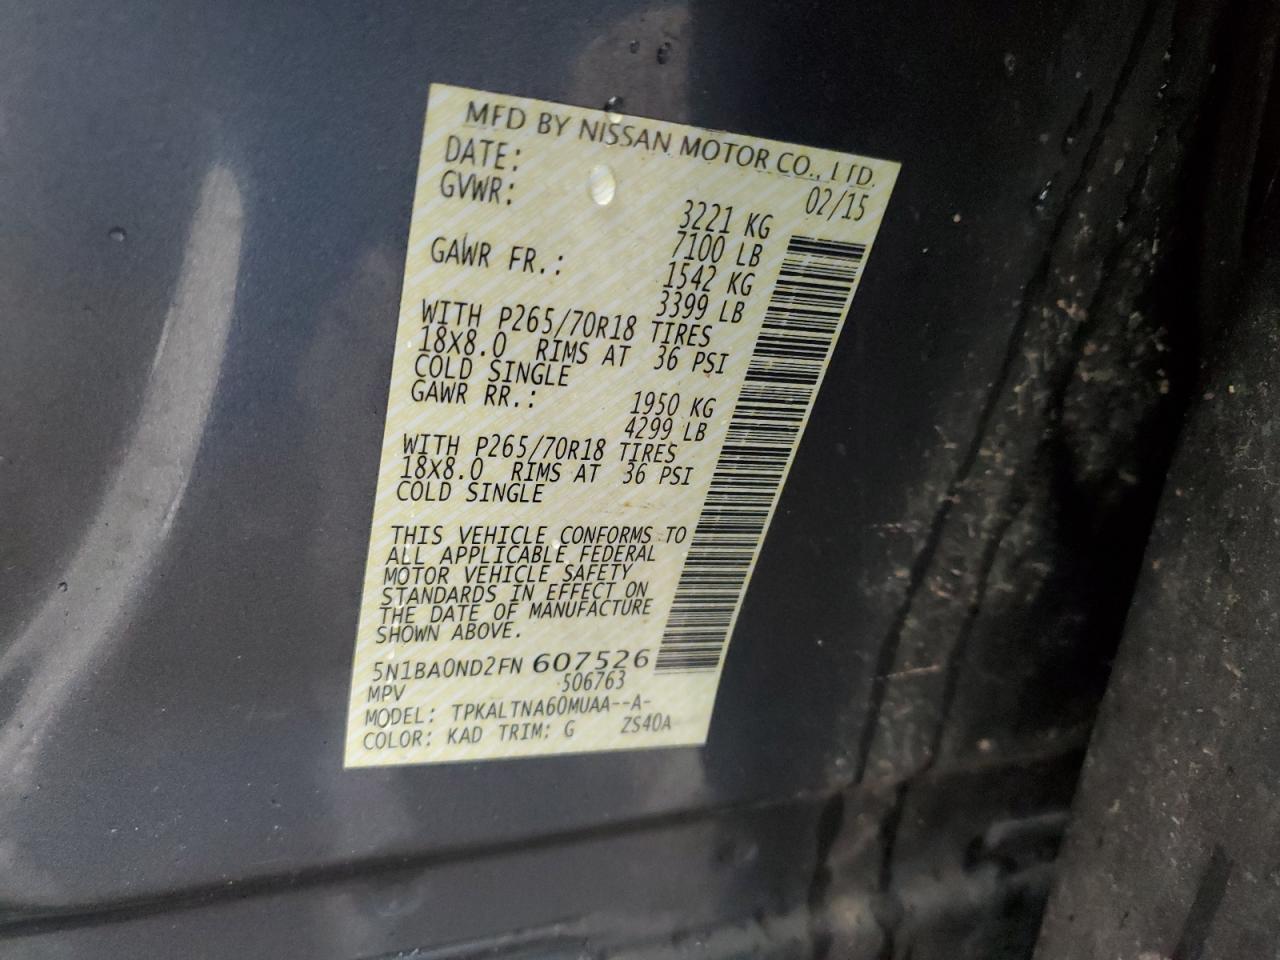 MFD BY NISSAN MOTOR CO., LTD.
DATE: 02/15
GVWR: 3221 KG
7100 LB
GAWR FR.: 1542 KG
3399 LB
WITH P265/70R18 TIRES
18X8.0 RIMS AT 36 PSI
COLD SINGLE
GAWR RR.: 1950 KG
4299 LB
WITH P265/70R18 TIRES
18X8.0 RIMS AT 36 PSI
COLD SINGLE
THIS VEHICLE CONFORMS TO
ALL APPLICABLE FEDERAL
MOTOR VEHICLE SAFETY
STANDARDS IN EFFECT ON
THE DATE OF MANUFACTURE
SHOWN ABOVE.
5N1BA0ND2FN 607526
MPV 506763
MODEL: TPKALTNA60MUAA--A-
COLOR: KAD TRIM: G ZS40A